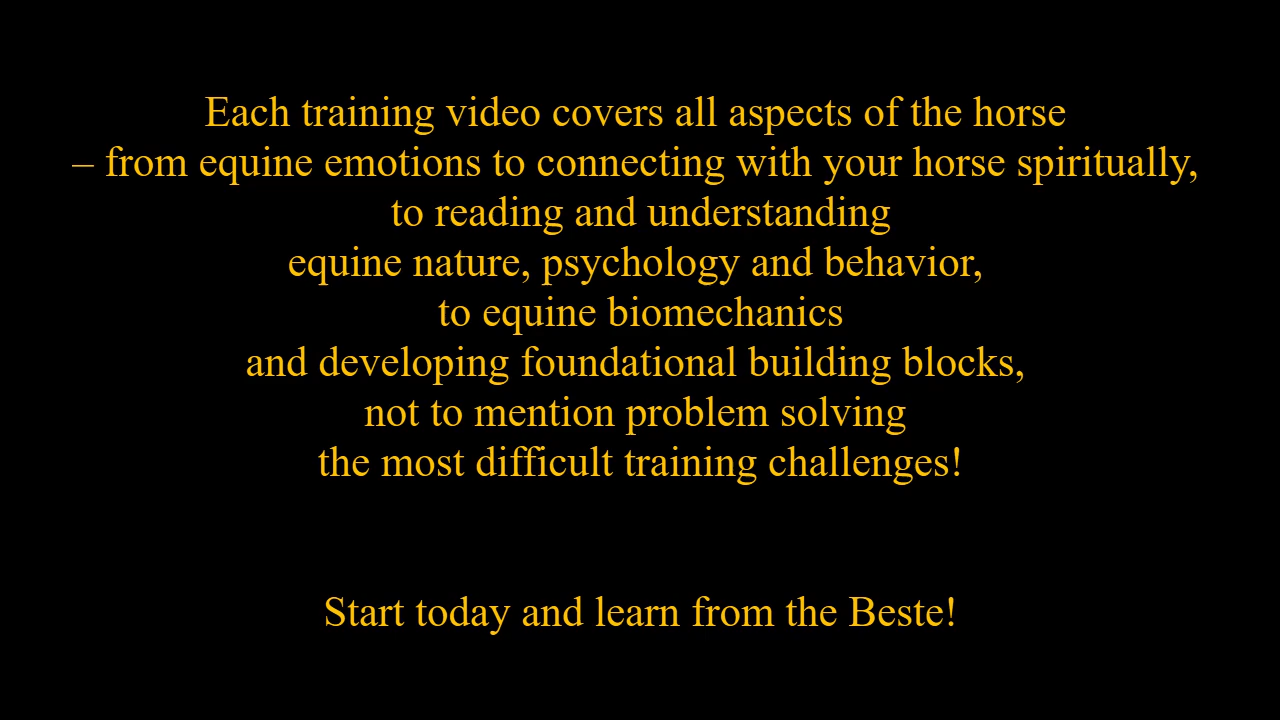 Each training video covers all aspects of the horse
– from equine emotions to connecting with your horse spiritually,
to reading and understanding
equine nature, psychology and behavior,
to equine biomechanics
and developing foundational building blocks,
not to mention problem solving
the most difficult training challenges!
Start today and learn from the Beste!